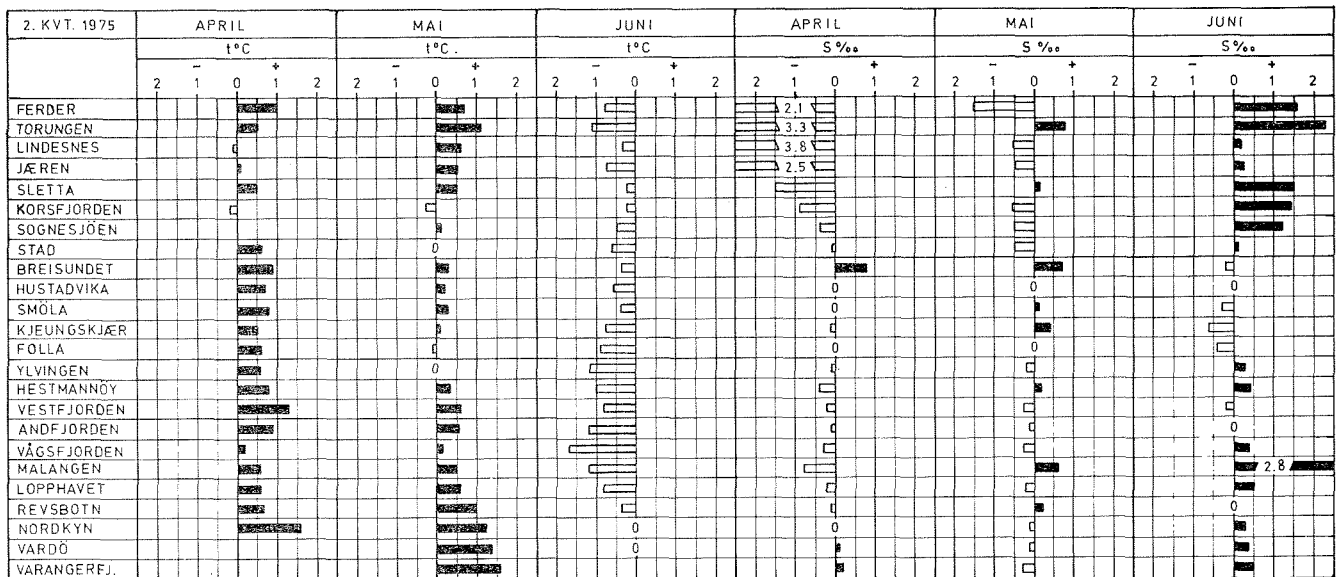 2. KVT. 1975 APRIL MAI JUNI APRIL MAI JUNI
t°C t°C. t°C S‰ S‰ S‰
- + - + - + - + - + - +
2 1 0 1 2 2 1 0 1 2 2 1 0 1 2 2 1 0 1 2 2 1 0 1 2 2 1 0 1 2
FERDER 2.1
TORUNGEN 3.3
LINDESNES 3.8
JÆREN 2.5
SLETTA
KORSFJORDEN
SOGNESJÖEN
STAD 0
BREISUNDET
HUSTADVIKA 0 0 0
SMÖLA 0
KJEUNGSKJÆR
FOLLA 0 0
YLVINGEN 0
HESTMANNÖY
VESTFJORDEN
ANDFJORDEN 0
VÅGSFJORDEN
MALANGEN 2.8
LOPPHAVET
REVSBOTN 0
NORDKYN 0 0
VARDÖ 0
VARANGERFJ.